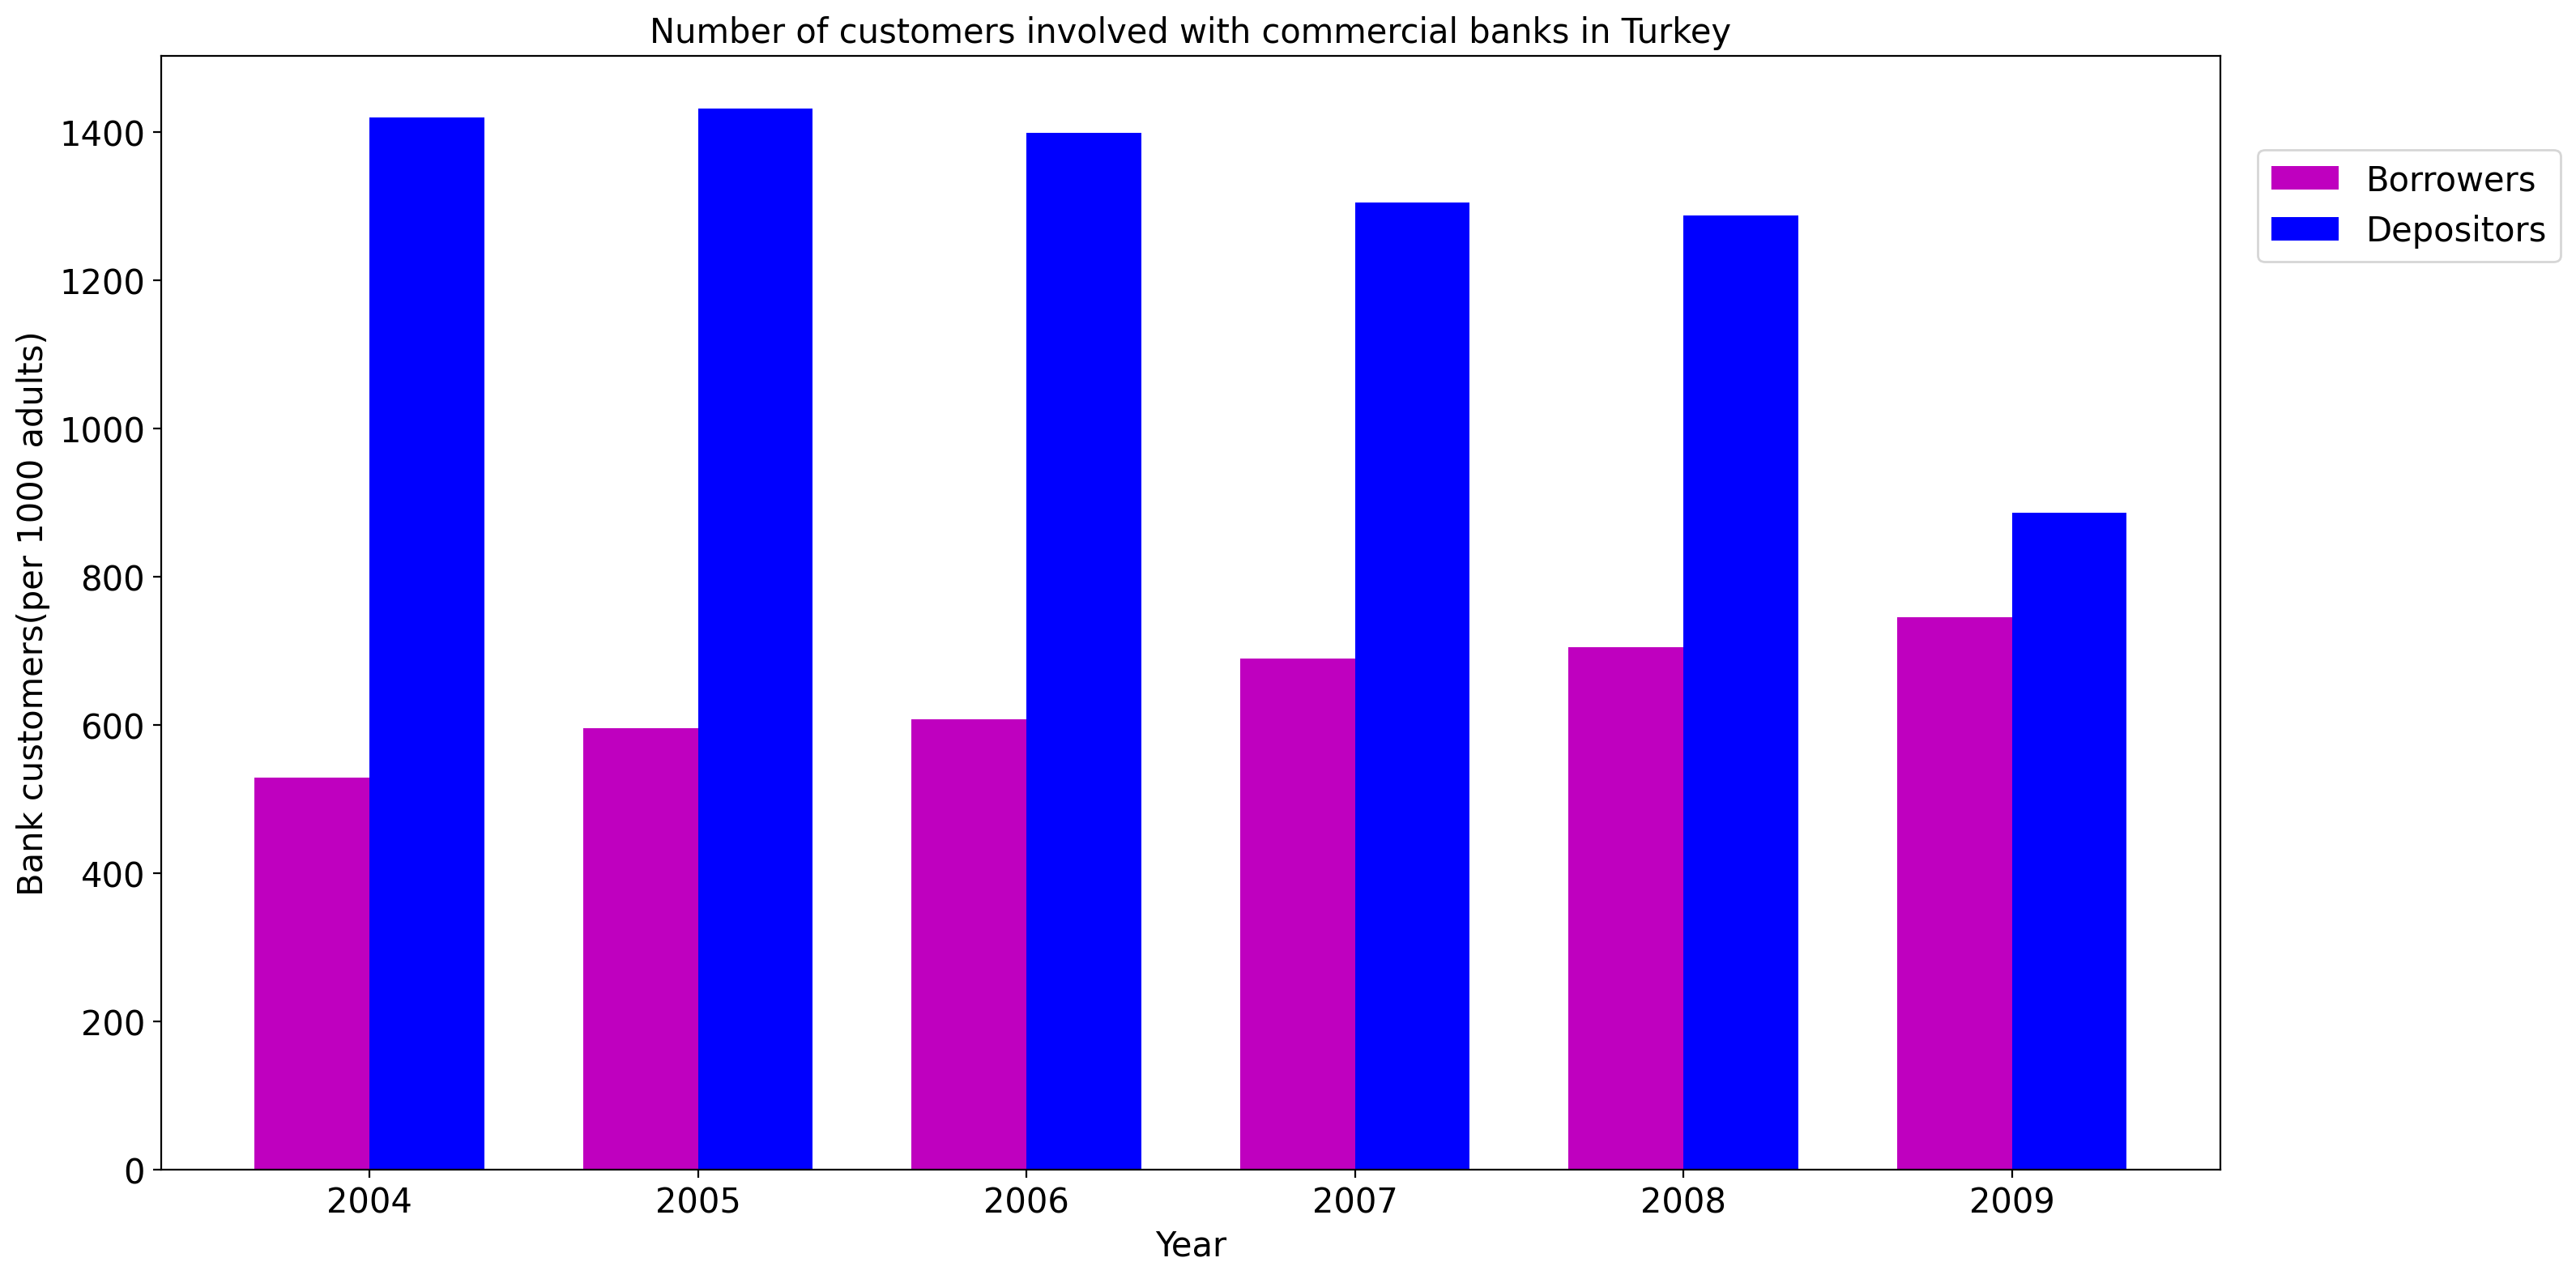 Number of customers involved with commercial banks in Turkey
Bank customers(per 1000 adults)
1400
1200
1000
800
600
400
200
0
2004 2005 2006 2007 2008 2009
Year
Borrowers
Depositors